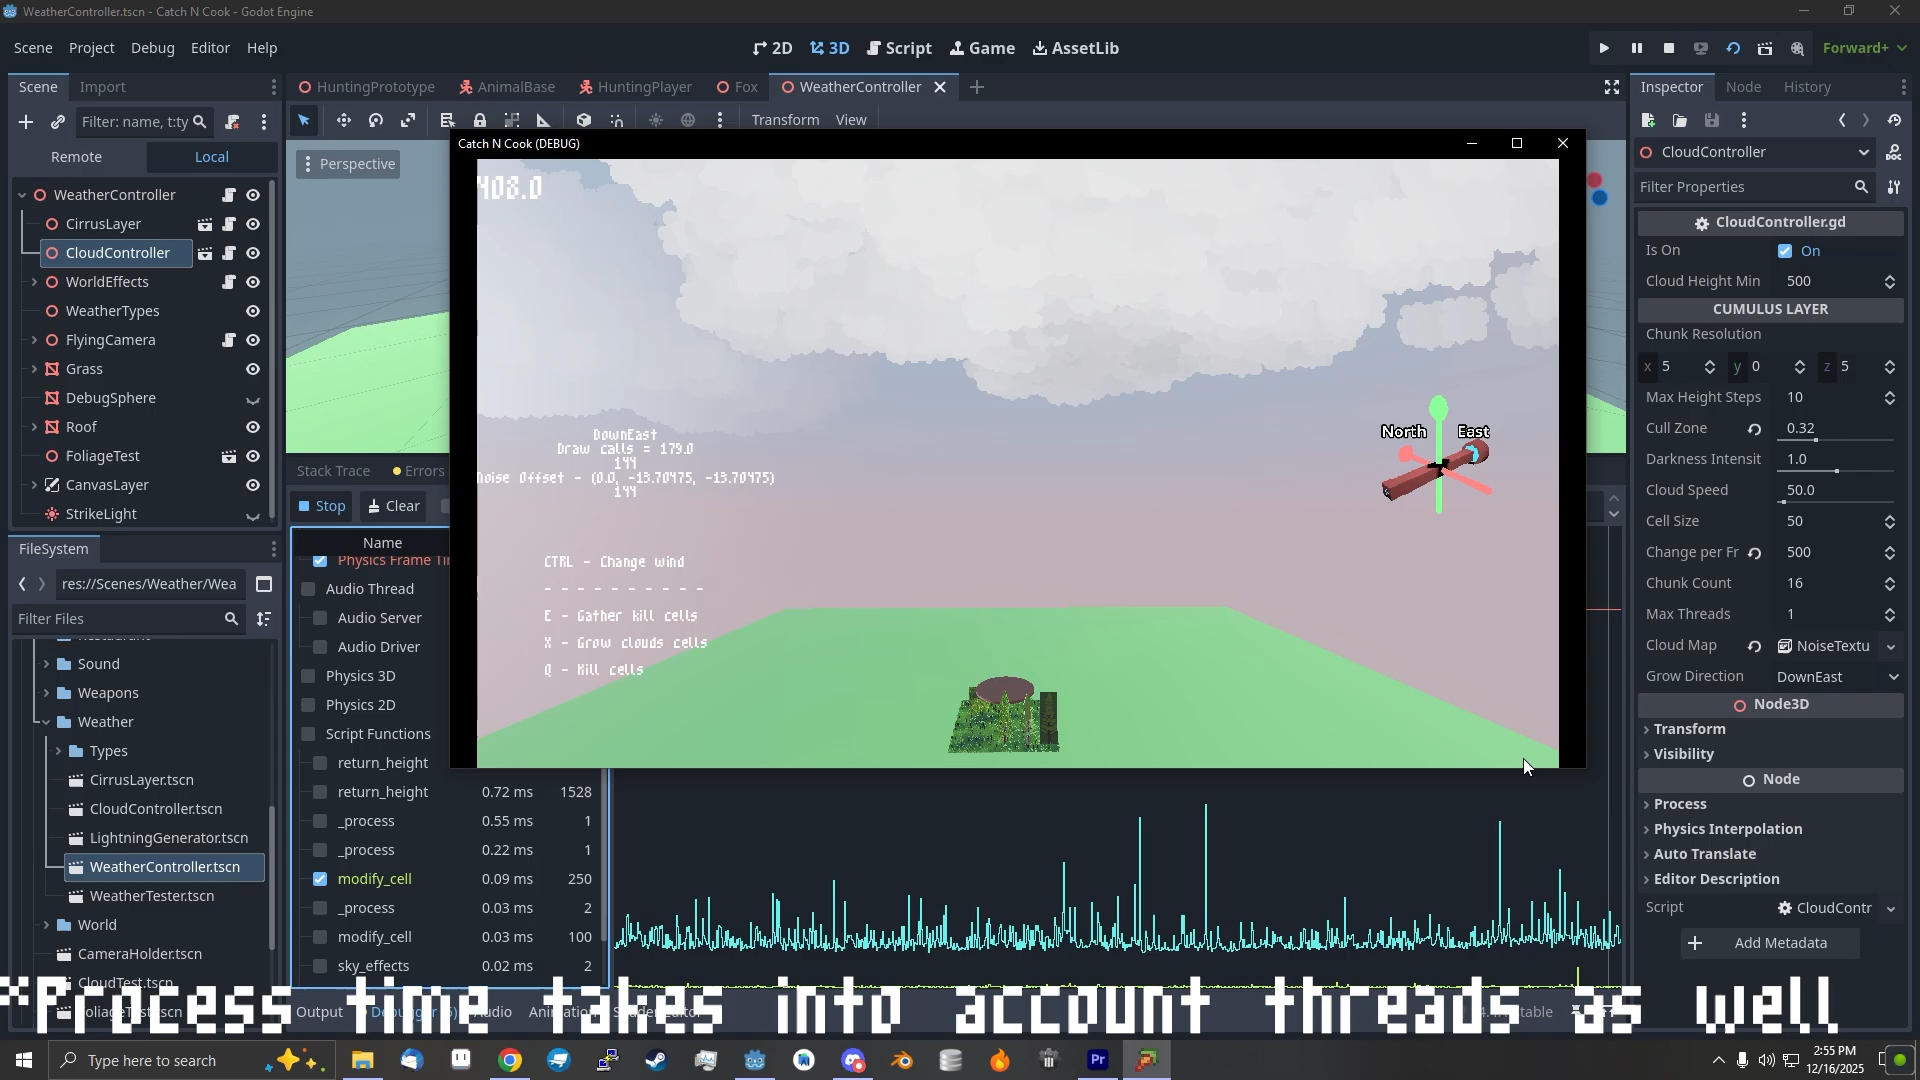 WeatherController.tscn - Catch N Cook - Godot Engine
Scene Project Debug Editor Help
2D 3D Script Game AssetLib
Forward+
Scene Import
HuntingPrototype AnimalBase HuntingPlayer Fox WeatherController
Inspector Node History
Filter: name, t:ty
Transform View
Remote Local
Perspective
Catch N Cook (DEBUG)
CloudController
Filter Properties
WeatherController
CirrusLayer
CloudController
WorldEffects
WeatherTypes
FlyingCamera
Grass
DebugSphere
Roof
FoliageTest
CanvasLayer
StrikeLight
408.0
DownEast
Draw calls = 179.0
144
Noise Offset - (0.0, -13.70475, -13.70475)
144
CTRL - Change wind
- - - - - - - - - -
E - Gather kill cells
X - Grow clouds cells
Q - Kill cells
North East
CloudController.gd
Is On On
Cloud Height Min 500
CUMULUS LAYER
Chunk Resolution
x 5 y 0 z 5
Max Height Steps 10
Cull Zone 0.32
Darkness Intensit 1.0
Cloud Speed 50.0
Cell Size 50
Change per Fr 500
Chunk Count 16
Max Threads 1
Cloud Map NoiseTextu
Grow Direction DownEast
Node3D
Transform
Visibility
Node
Process
Physics Interpolation
Auto Translate
Editor Description
Script CloudContr
Add Metadata
Stack Trace Errors
Stop Clear
Name
Physics Frame Ti
Audio Thread
Audio Server
Audio Driver
Physics 3D
Physics 2D
Script Functions
return_height
return_height 0.72 ms 1528
_process 0.55 ms 1
_process 0.22 ms 1
modify_cell 0.09 ms 250
_process 0.03 ms 2
modify_cell 0.03 ms 100
sky_effects 0.02 ms 2
FileSystem
res://Scenes/Weather/Wea
Filter Files
Sound
Weapons
Weather
Types
CirrusLayer.tscn
CloudController.tscn
LightningGenerator.tscn
WeatherController.tscn
WeatherTester.tscn
World
CameraHolder.tscn
CloudTest.tscn
Output
*Process time takes into account threads as well
Type here to search
2:55 PM
12/16/2025